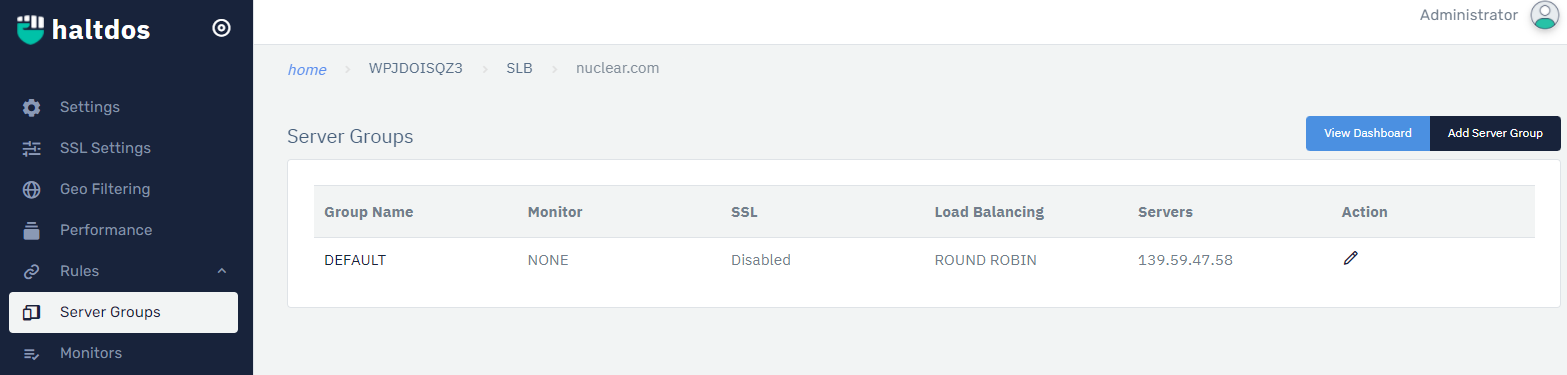 haltdos
Administrator
home WPJDOISQZ3 SLB nuclear.com
Settings
SSL Settings
Geo Filtering
Performance
Rules
Server Groups
Monitors
Server Groups
View Dashboard Add Server Group
Group Name Monitor SSL Load Balancing Servers Action
DEFAULT NONE Disabled ROUND ROBIN 139.59.47.58